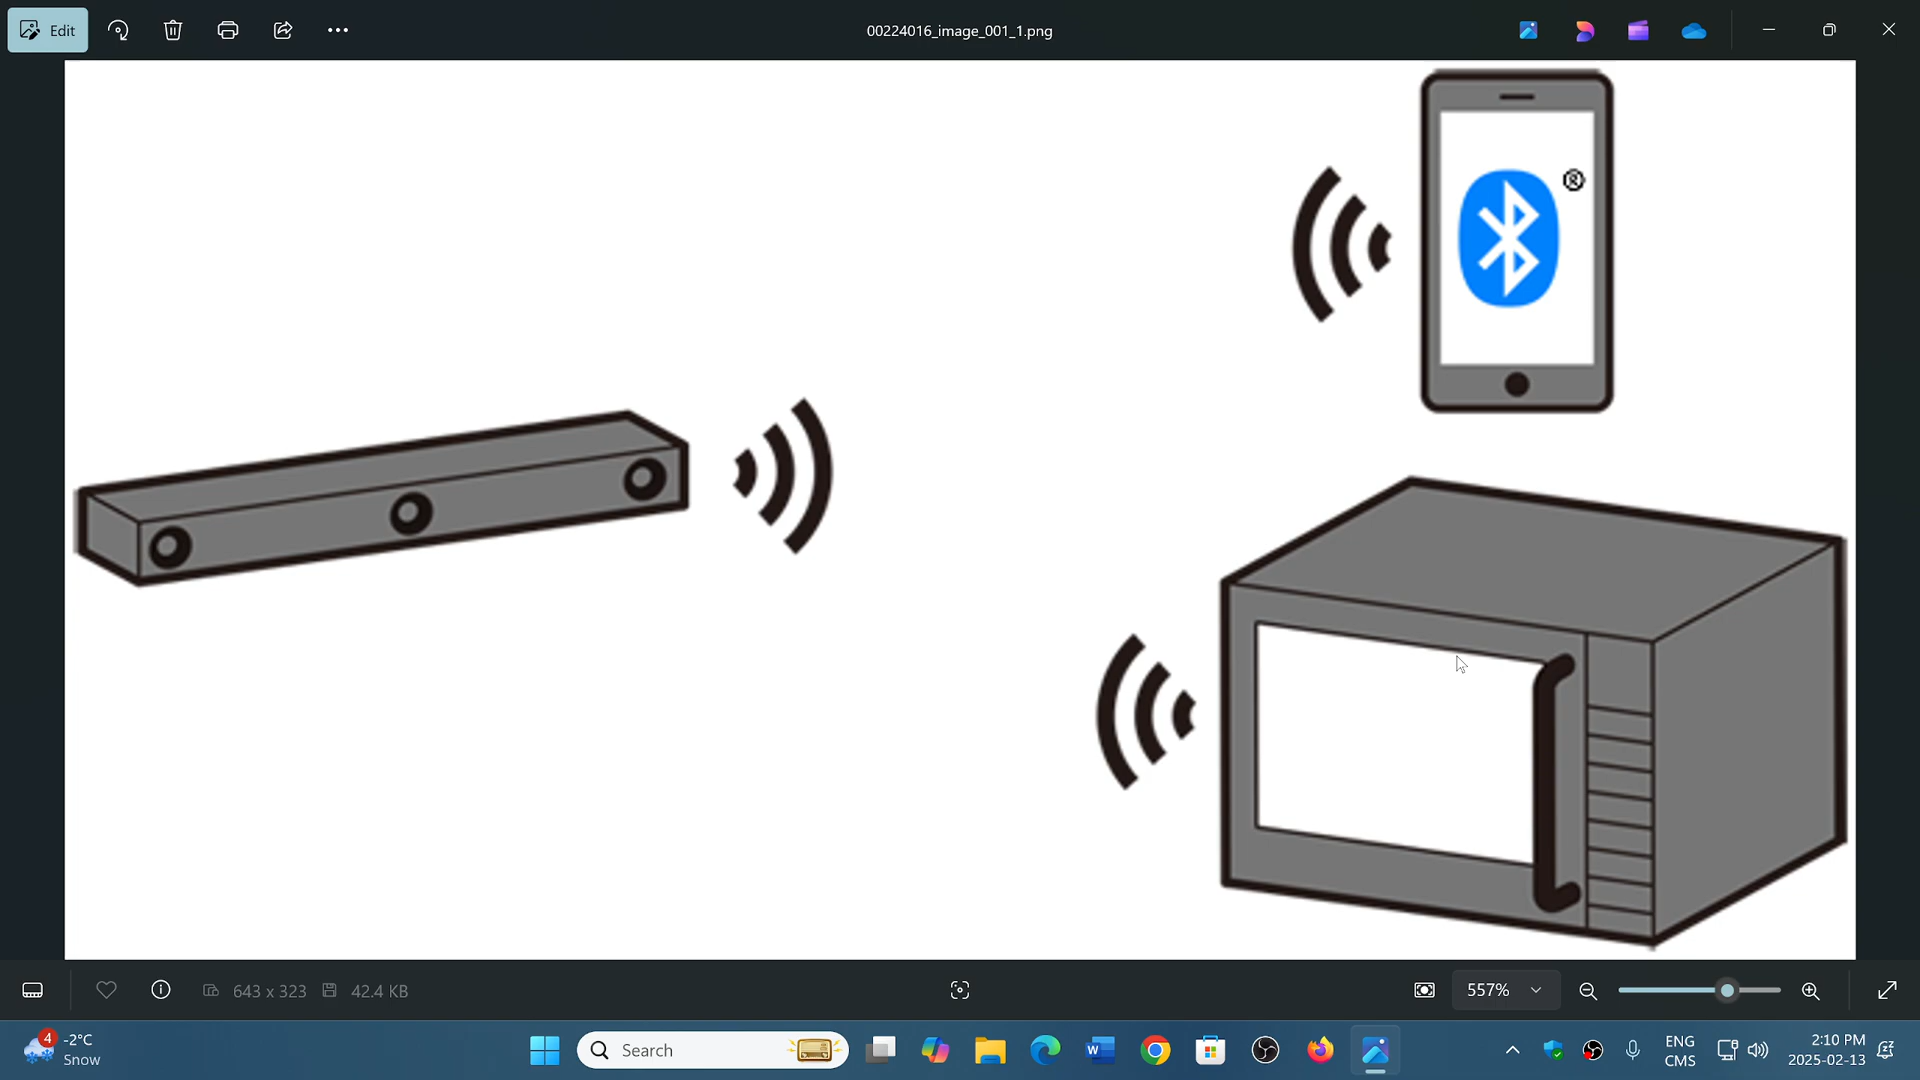 Edit
00224016_image_001_1.png
®
643 x 323
42.4 KB
557%
4
-2°C
Snow
Search
W
ENG
CMS
2:10 PM
2025-02-13